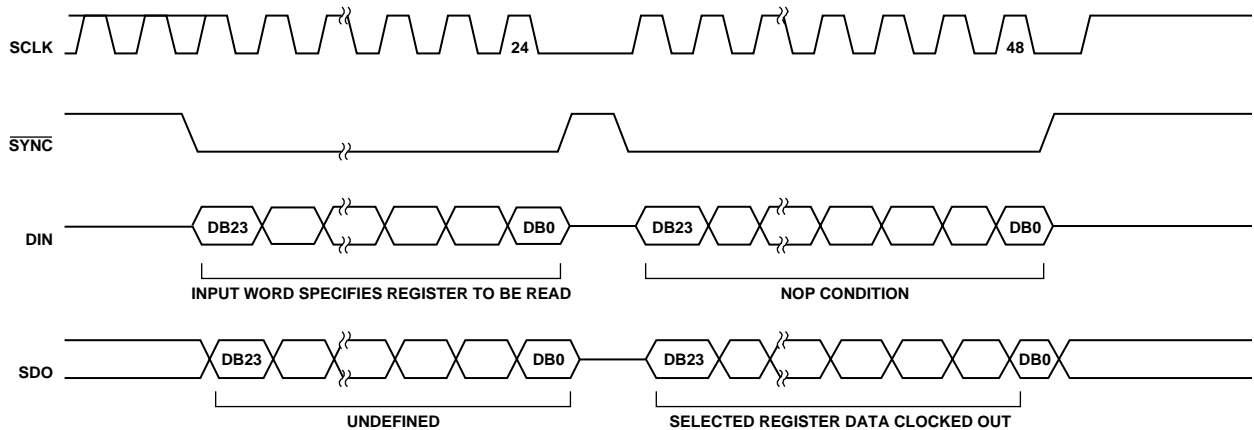 SCLK
24
48
SYNC
DIN
DB23
DB0
DB23
DB0
INPUT WORD SPECIFIES REGISTER TO BE READ
NOP CONDITION
SDO
DB23
DB0
DB23
DB0
UNDEFINED
SELECTED REGISTER DATA CLOCKED OUT